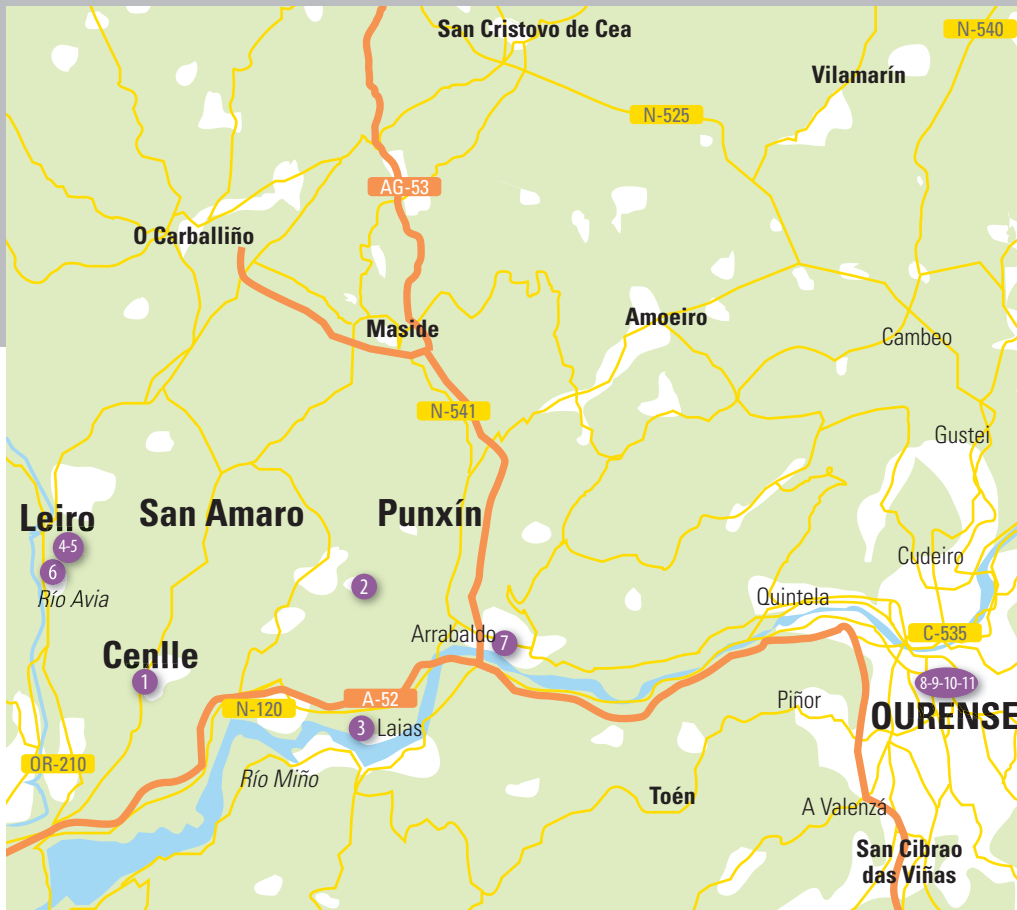 San Cristovo de Cea
N-540
Vilamarín
N-525
AG-53
O Carballiño
Maside
Amoeiro
Cambeo
N-541
Gustei
Leiro
San Amaro
Punxín
4-5
Cudeiro
6
2
Río Avia
Quintela
Arrabaldo
7
C-535
Cenlle
1
8-9-10-11
A-52
N-120
3
Laias
Piñor
OURENSE
OR-210
Río Miño
Toén
A Valenzá
San Cibrao
das Viñas